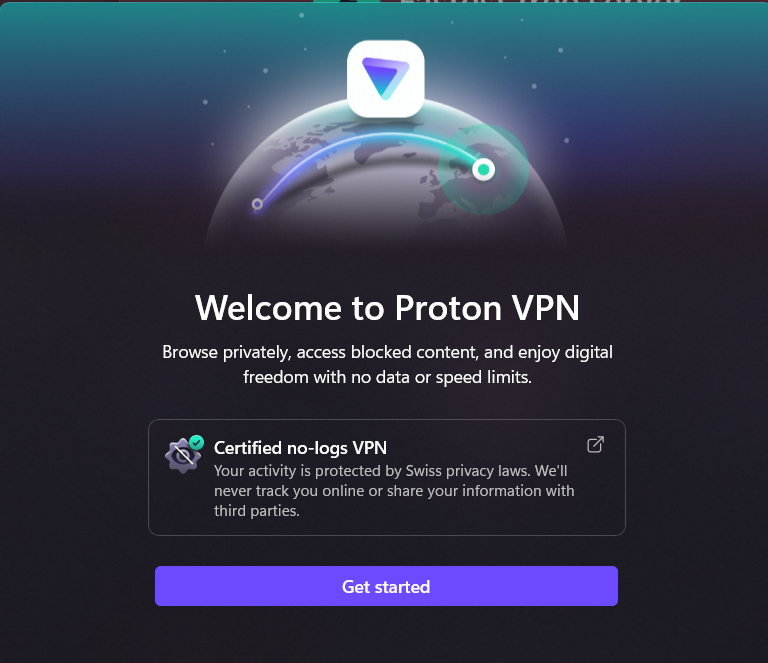 Welcome to Proton VPN
Browse privately, access blocked content, and enjoy digital
freedom with no data or speed limits.
Certified no-logs VPN
Your activity is protected by Swiss privacy laws. We'll
never track you online or share your information with
third parties.
Get started